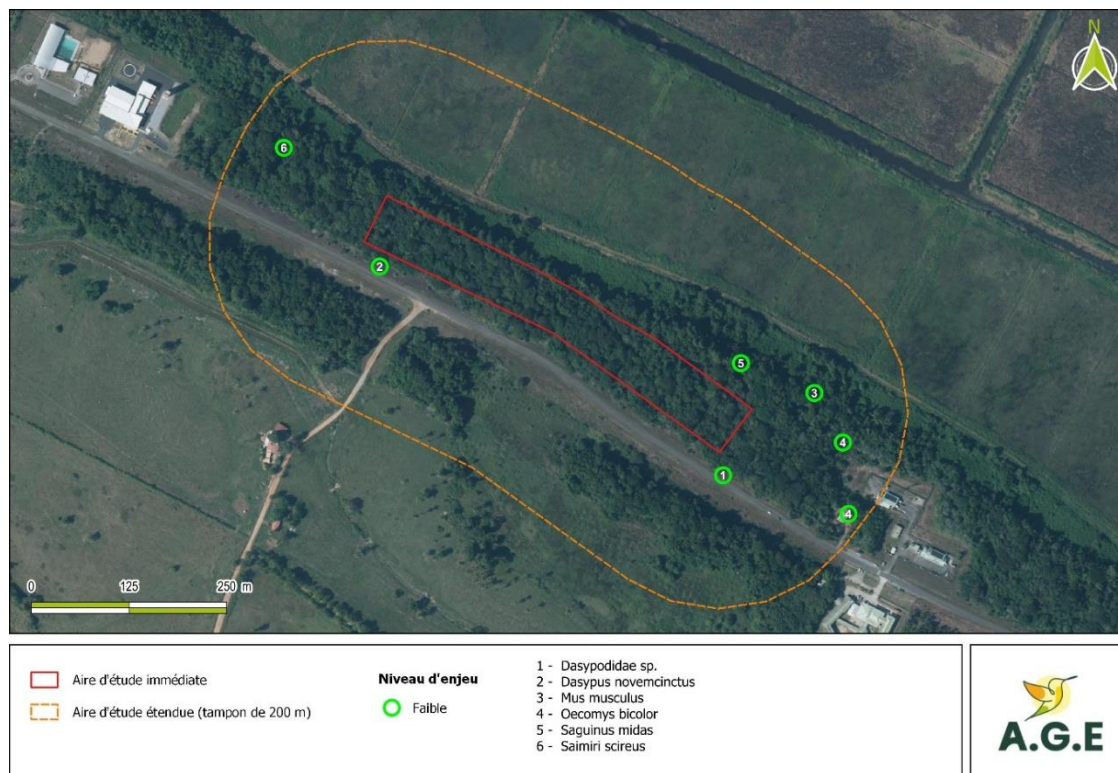 N
6
2
5
3
4
1
4
0 125 250 m
Aire d'étude immédiate
Aire d'étude étendue (tampon de 200 m)
Niveau d'enjeu
Faible
1 - Dasypodidae sp.
2 - Dasypus novemcinctus
3 - Mus musculus
4 - Oecomys bicolor
5 - Saguinus midas
6 - Saimiri scireus
A.G.E